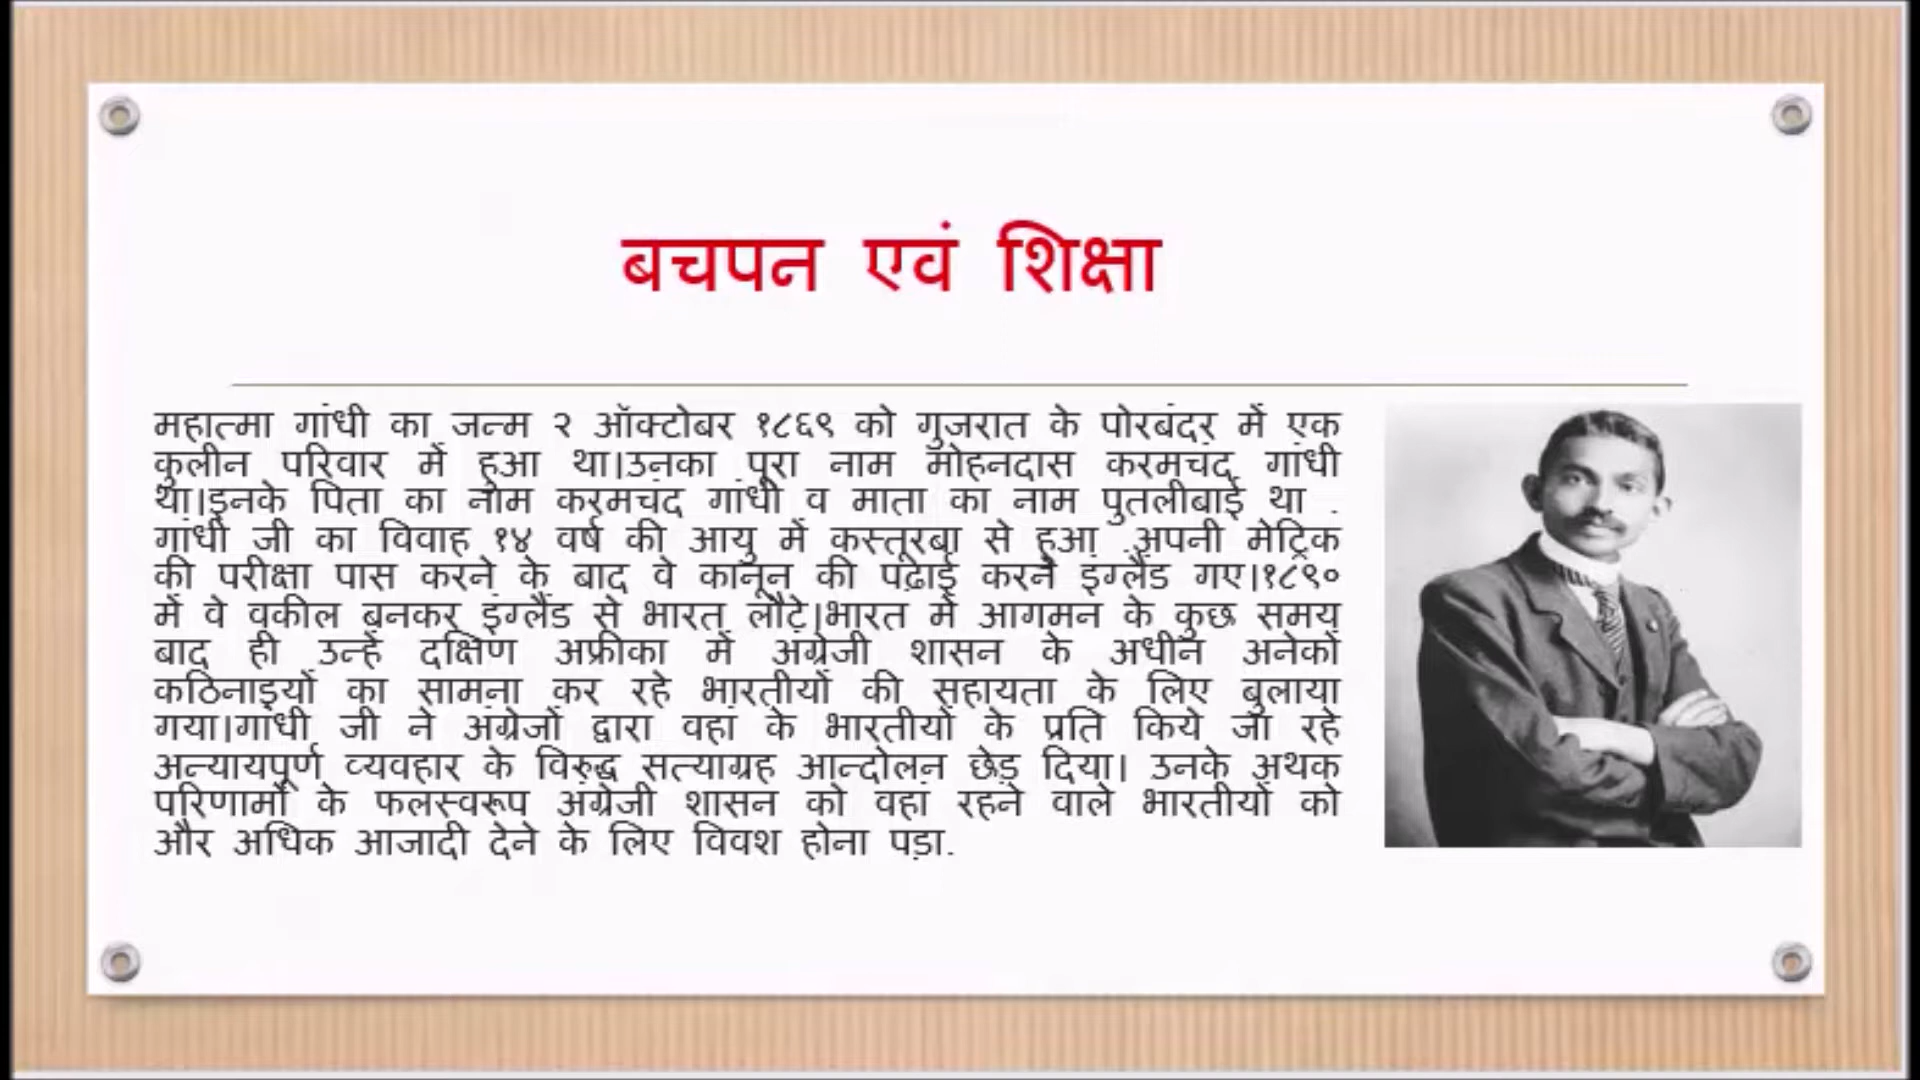 बचपन एवं शिक्षा
महात्मा गांधी का जन्म २ ऑक्टोबर १८६९ को गुजरात के पोरबंदर में एक
कुलीन परिवार में हुआ था।उनका पूरा नाम मोहनदास करमचंद गांधी
था।इनके पिता का नाम करमचंद गांधी व माता का नाम पुतलीबाई था .
गांधी जी का विवाह १४ वर्ष की आयु में कस्तूरबा से हुआ .अपनी मेट्रिक
की परीक्षा पास करने के बाद वे कानून की पढ़ाई करने इंग्लैंड गए।१८९०
में वे वकील बनकर इंग्लैंड से भारत लौटे।भारत में आगमन के कुछ समय
बाद ही उन्हें दक्षिण अफ्रीका में अंग्रेजी शासन के अधीन अनेकों
कठिनाइयों का सामना कर रहे भारतीयों की सहायता के लिए बुलाया
गया।गांधी जी ने अंग्रेजों द्वारा वहां के भारतीयों के प्रति किये जा रहे
अन्यायपूर्ण व्यवहार के विरुद्ध सत्याग्रह आन्दोलन छेड़ दिया। उनके अथक
परिणामों के फलस्वरूप अंग्रेजी शासन को वहां रहने वाले भारतीयों को
और अधिक आजादी देने के लिए विवश होना पड़ा.